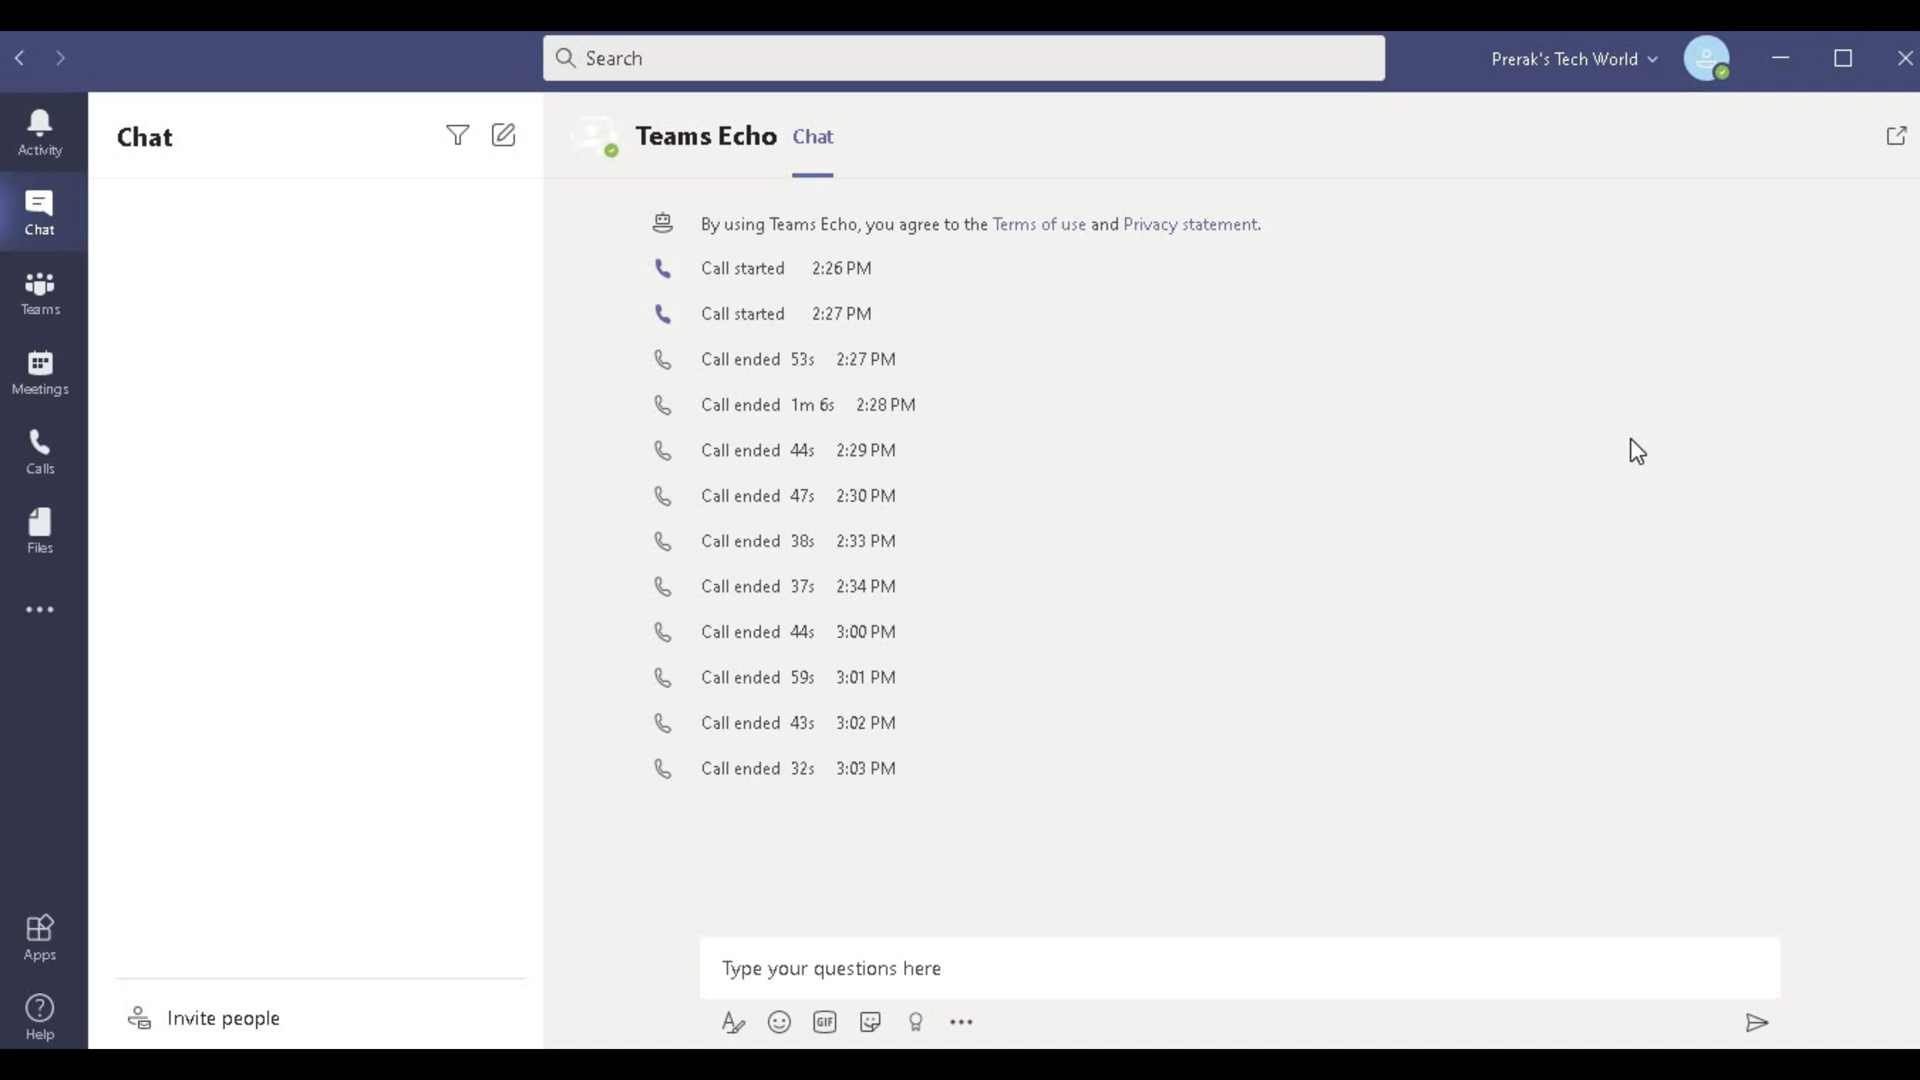 Search
Prerak's Tech World
Activity
Chat
Teams
Meetings
Calls
Files
Apps
Help
Chat
Invite people
Teams Echo Chat
By using Teams Echo, you agree to the Terms of use and Privacy statement.
Call started 2:26 PM
Call started 2:27 PM
Call ended 53s 2:27 PM
Call ended 1m 6s 2:28 PM
Call ended 44s 2:29 PM
Call ended 47s 2:30 PM
Call ended 38s 2:33 PM
Call ended 37s 2:34 PM
Call ended 44s 3:00 PM
Call ended 59s 3:01 PM
Call ended 43s 3:02 PM
Call ended 32s 3:03 PM
Type your questions here
GIF